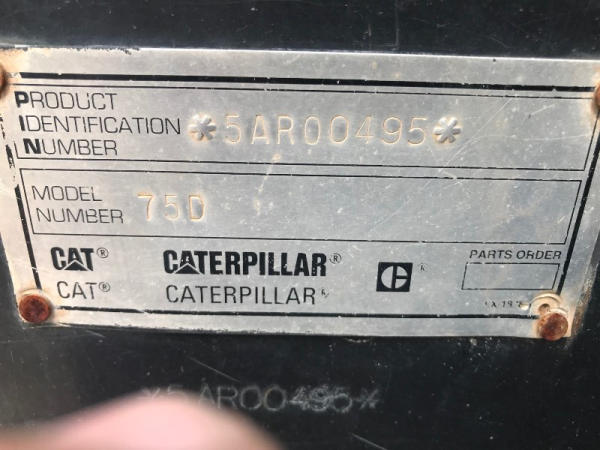 PRODUCT
IDENTIFICATION
NUMBER
*5AR00495*
MODEL
NUMBER
75D
CAT® CATERPILLAR®
CAT® CATERPILLAR
PARTS ORDER
*5AR00495*